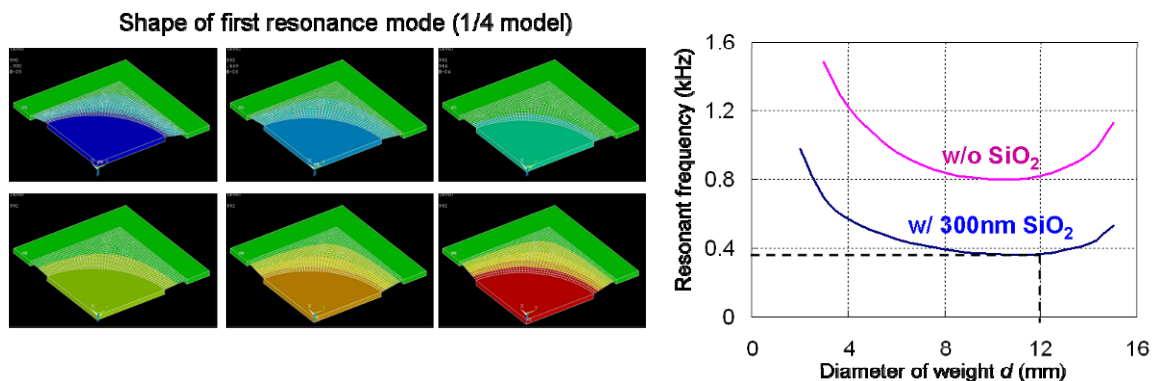 Shape of first resonance mode (1/4 model)
Resonant frequency (kHz)
1.6
1.2
0.8
0.4
0
w/o SiO₂
w/ 300nm SiO₂
0 4 8 12 16
Diameter of weight d (mm)